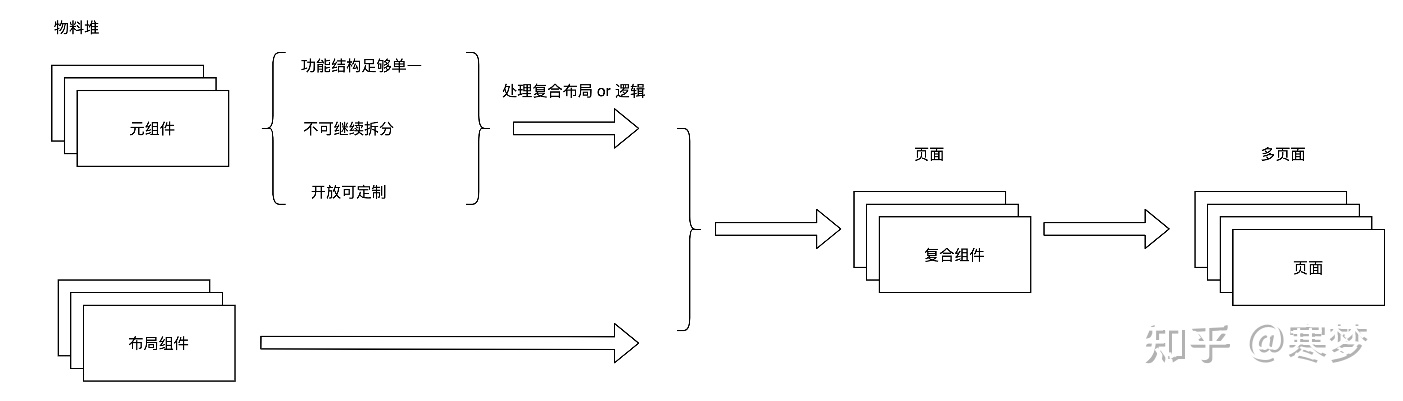 物料堆
元组件
功能结构足够单一
不可继续拆分
开放可定制
处理复合布局 or 逻辑
布局组件
页面
复合组件
多页面
页面
知乎 @寒梦